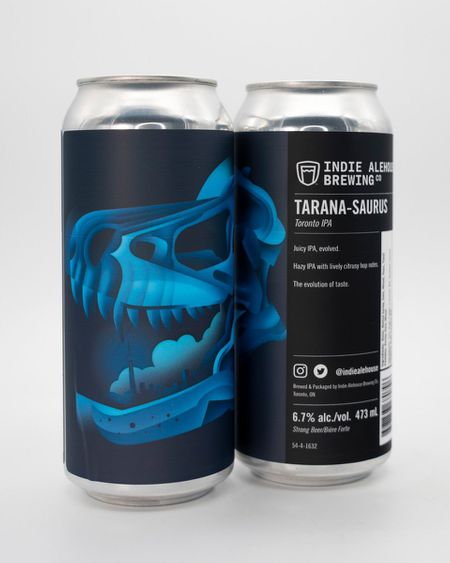 INDIE ALEHOUSE
BREWING CO
TARANA-SAURUS
Toronto IPA
Juicy IPA, evolved.
Hazy IPA with lively citrusy hop notes.
The evolution of taste.
@indiealehouse
Brewed & Packaged by Indie Alehouse Brewing
Toronto, ON
6.7% alc./vol. 473 mL
Strong Beer/Bière Forte
54-4-1632